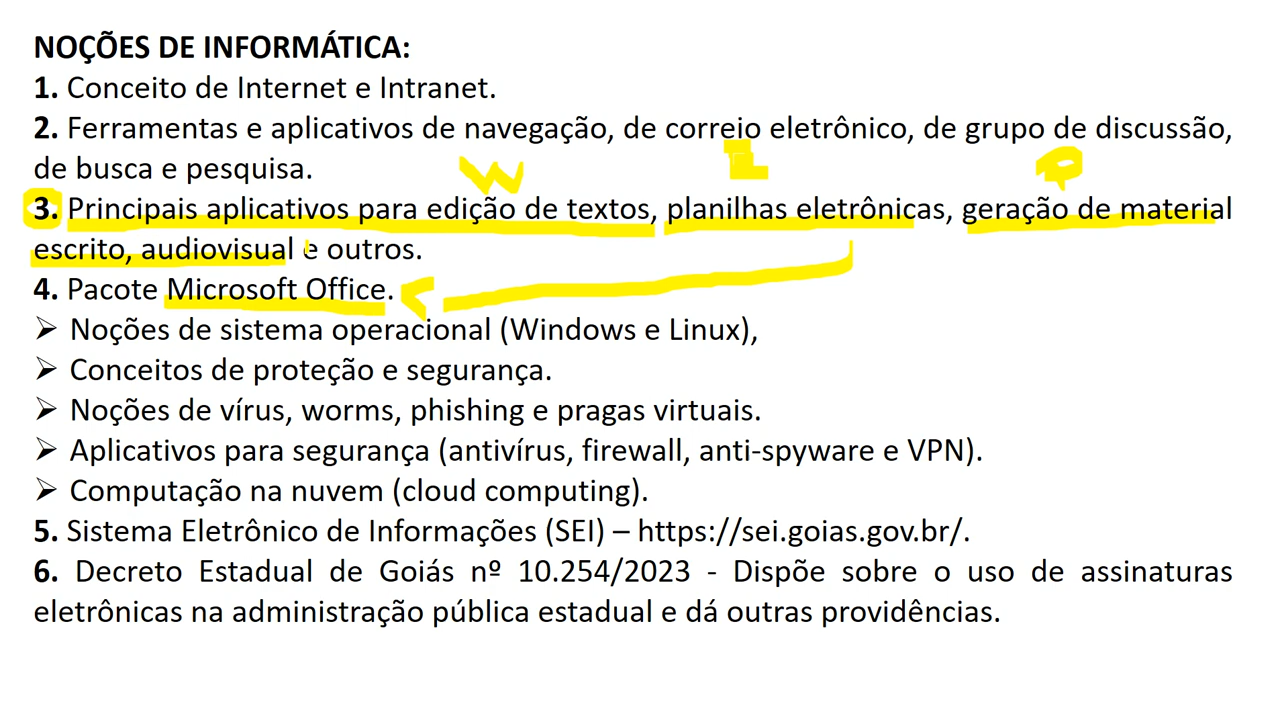 NOÇÕES DE INFORMÁTICA:
1. Conceito de Internet e Intranet.
2. Ferramentas e aplicativos de navegação, de correio eletrônico, de grupo de discussão,
de busca e pesquisa.
W E P
3. Principais aplicativos para edição de textos, planilhas eletrônicas, geração de material
escrito, audiovisual e outros.
4. Pacote Microsoft Office.
➢ Noções de sistema operacional (Windows e Linux),
➢ Conceitos de proteção e segurança.
➢ Noções de vírus, worms, phishing e pragas virtuais.
➢ Aplicativos para segurança (antivírus, firewall, anti-spyware e VPN).
➢ Computação na nuvem (cloud computing).
5. Sistema Eletrônico de Informações (SEI) – https://sei.goias.gov.br/.
6. Decreto Estadual de Goiás nº 10.254/2023 - Dispõe sobre o uso de assinaturas
eletrônicas na administração pública estadual e dá outras providências.